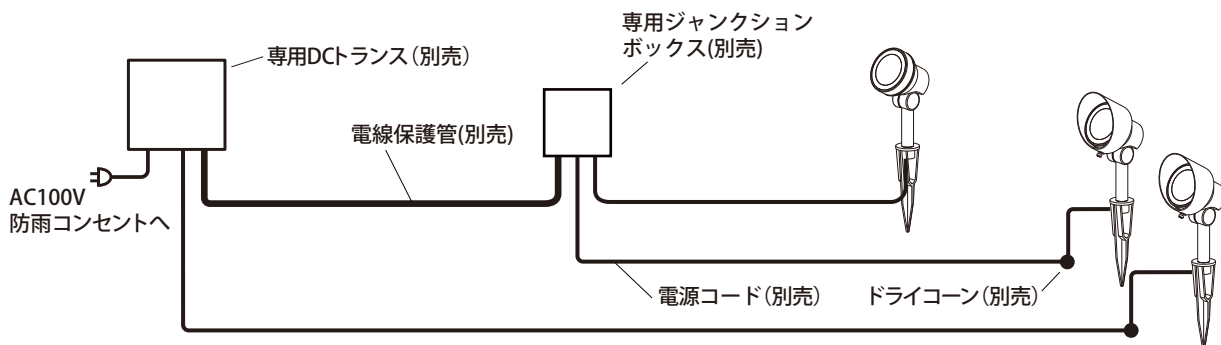 専用DCトランス（別売）
専用ジャンクション
ボックス(別売)
電線保護管(別売)
AC100V
防雨コンセントへ
電源コード（別売）
ドライコーン（別売）